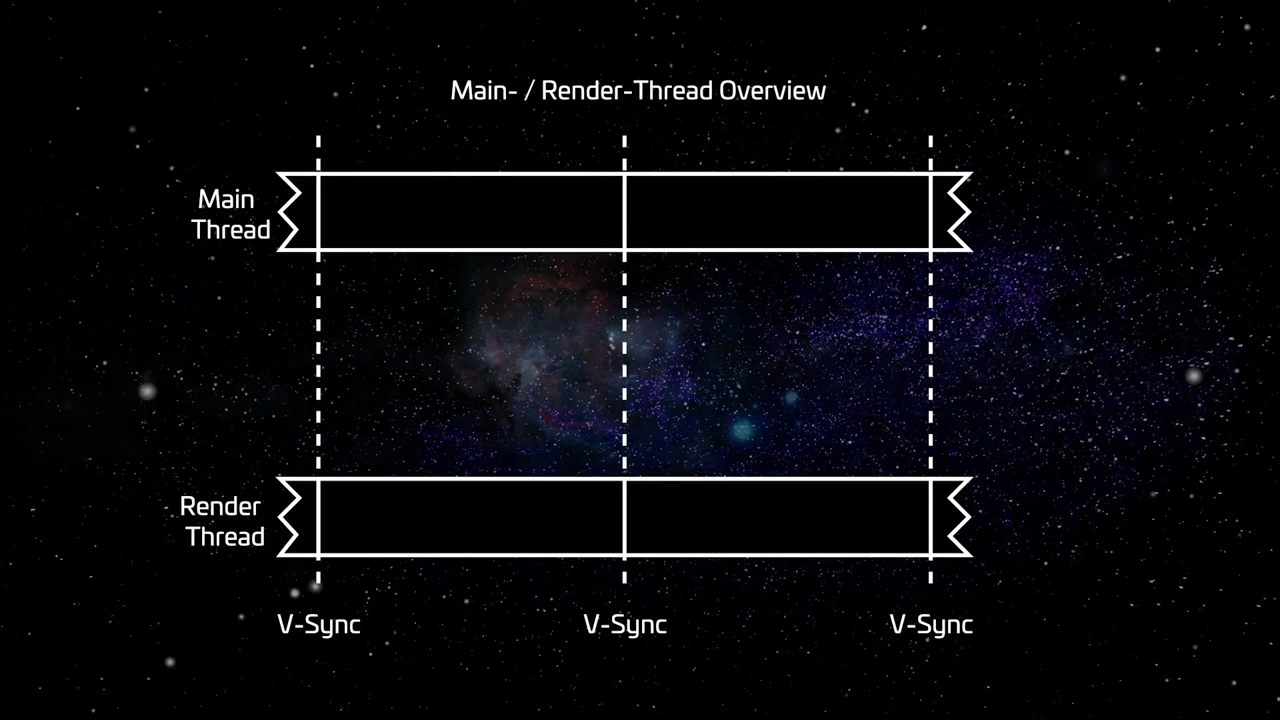 Main- / Render-Thread Overview
Main
Thread
Render
Thread
V-Sync
V-Sync
V-Sync